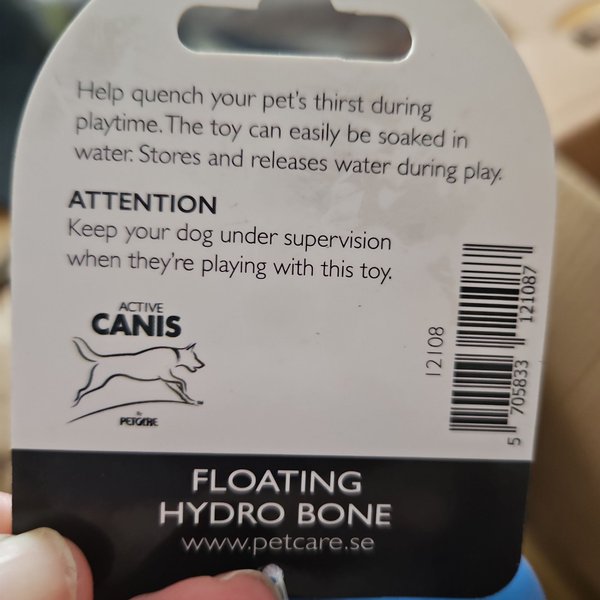 Help quench your pet's thirst during
playtime. The toy can easily be soaked in
water. Stores and releases water during play.
ATTENTION
Keep your dog under supervision
when they're playing with this toy.
ACTIVE
CANIS
By
PETCARE
12108
5 705833 121087
FLOATING
HYDRO BONE
www.petcare.se